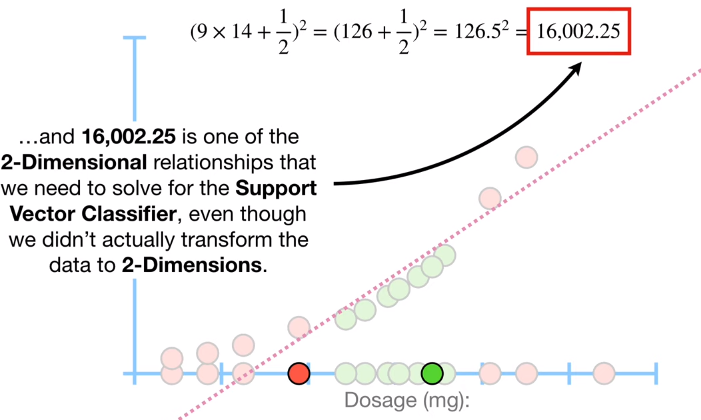 (9 × 14 + 1/2)² = (126 + 1/2)² = 126.5² = 16,002.25
…and 16,002.25 is one of the
2-Dimensional relationships that
we need to solve for the Support
Vector Classifier, even though
we didn’t actually transform the
data to 2-Dimensions.
Dosage (mg):